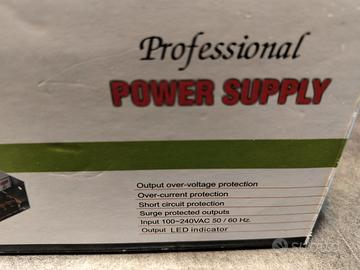 Professional
POWER SUPPLY
Output over-voltage protection
Over-current protection
Short circuit protection
Surge protected outputs
Input 100~240VAC 50 / 60 Hz.
Output LED indicator